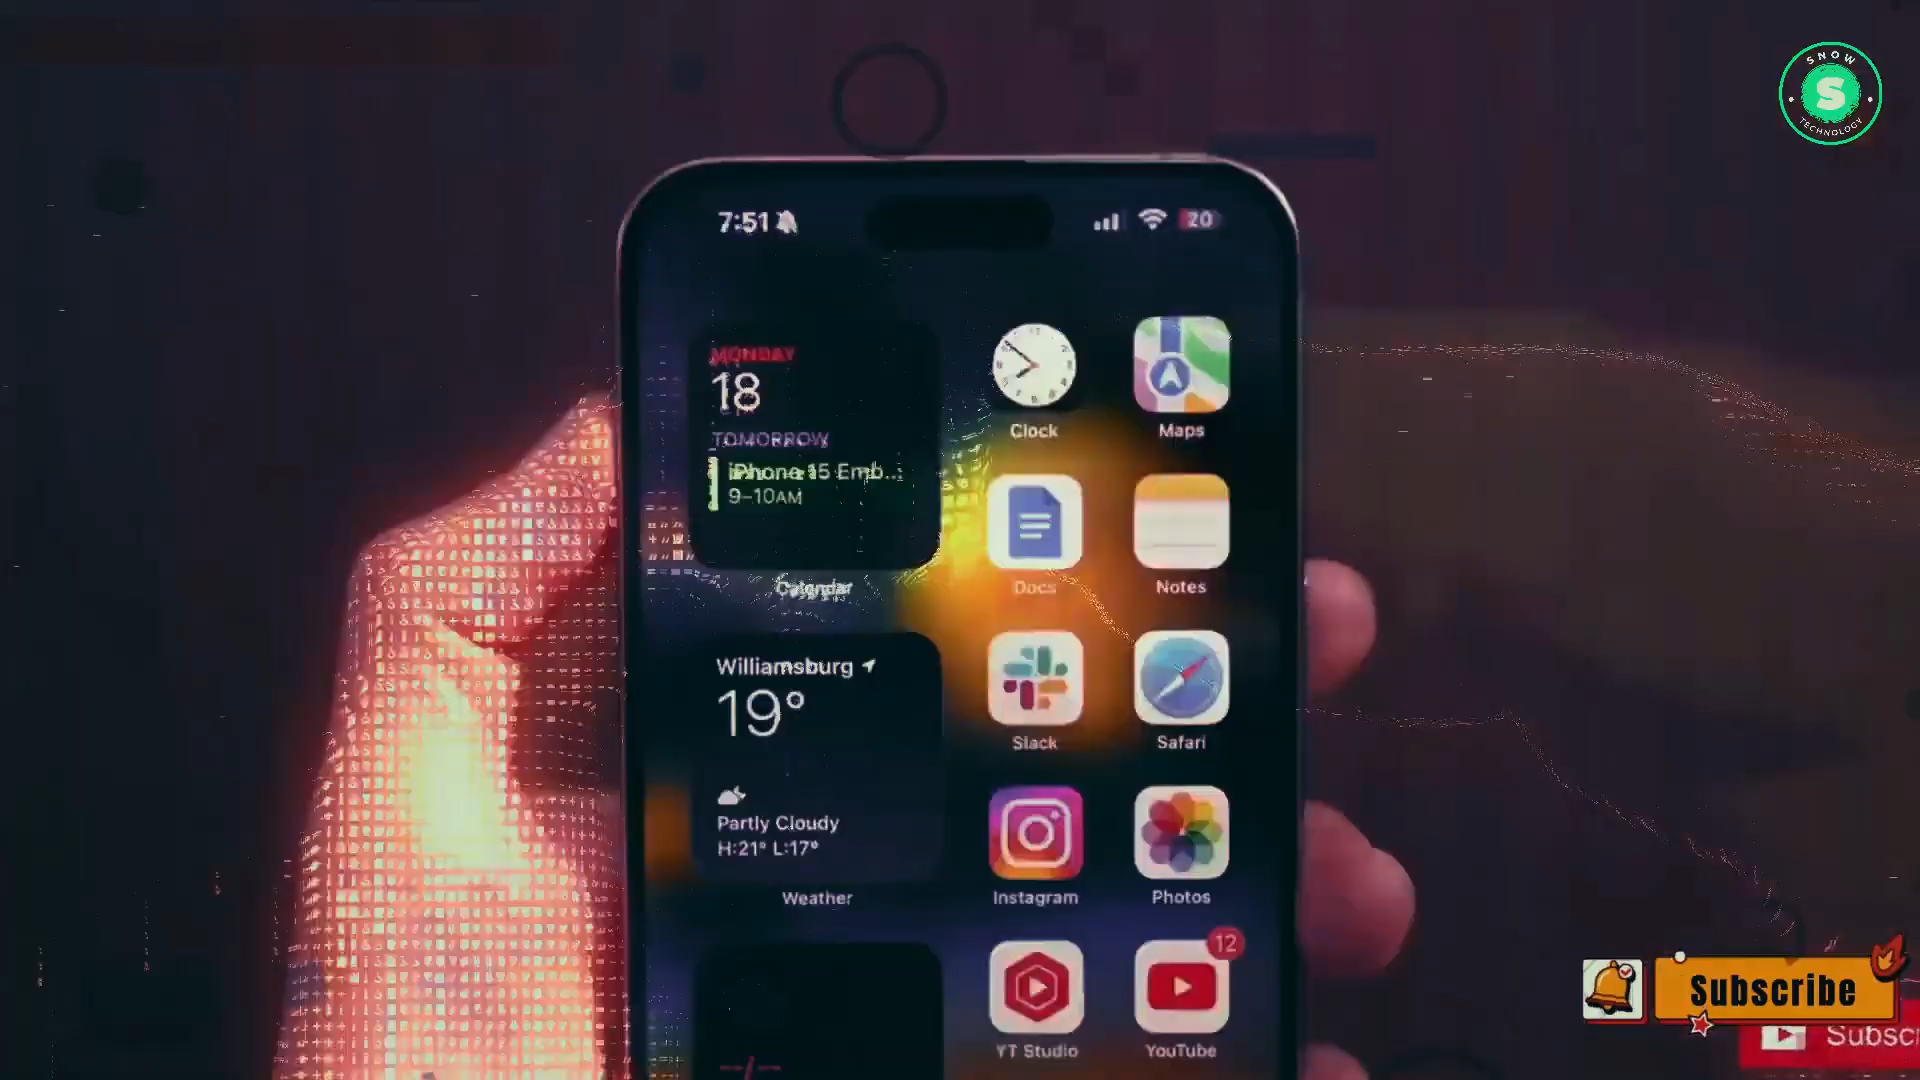 SNOW
S
TECHNOLOGY
7:51
20
MONDAY
18
TOMORROW
iPhone 15 Emb...
9–10AM
Calendar
Clock
Maps
Docs
Notes
Williamsburg
19°
Partly Cloudy
H:21° L:17°
Weather
Slack
Safari
Instagram
Photos
12
YT Studio
YouTube
Subscribe
Subscr